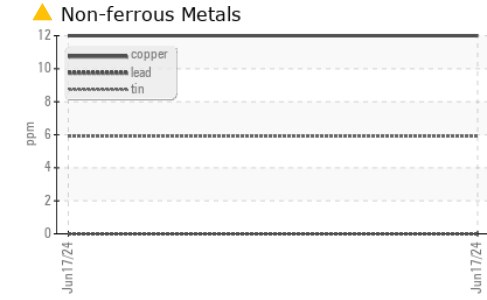 Non-ferrous Metals
12
10
8
6
4
2
0
ppm
copper
lead
tin
Jun17/24
Jun17/24